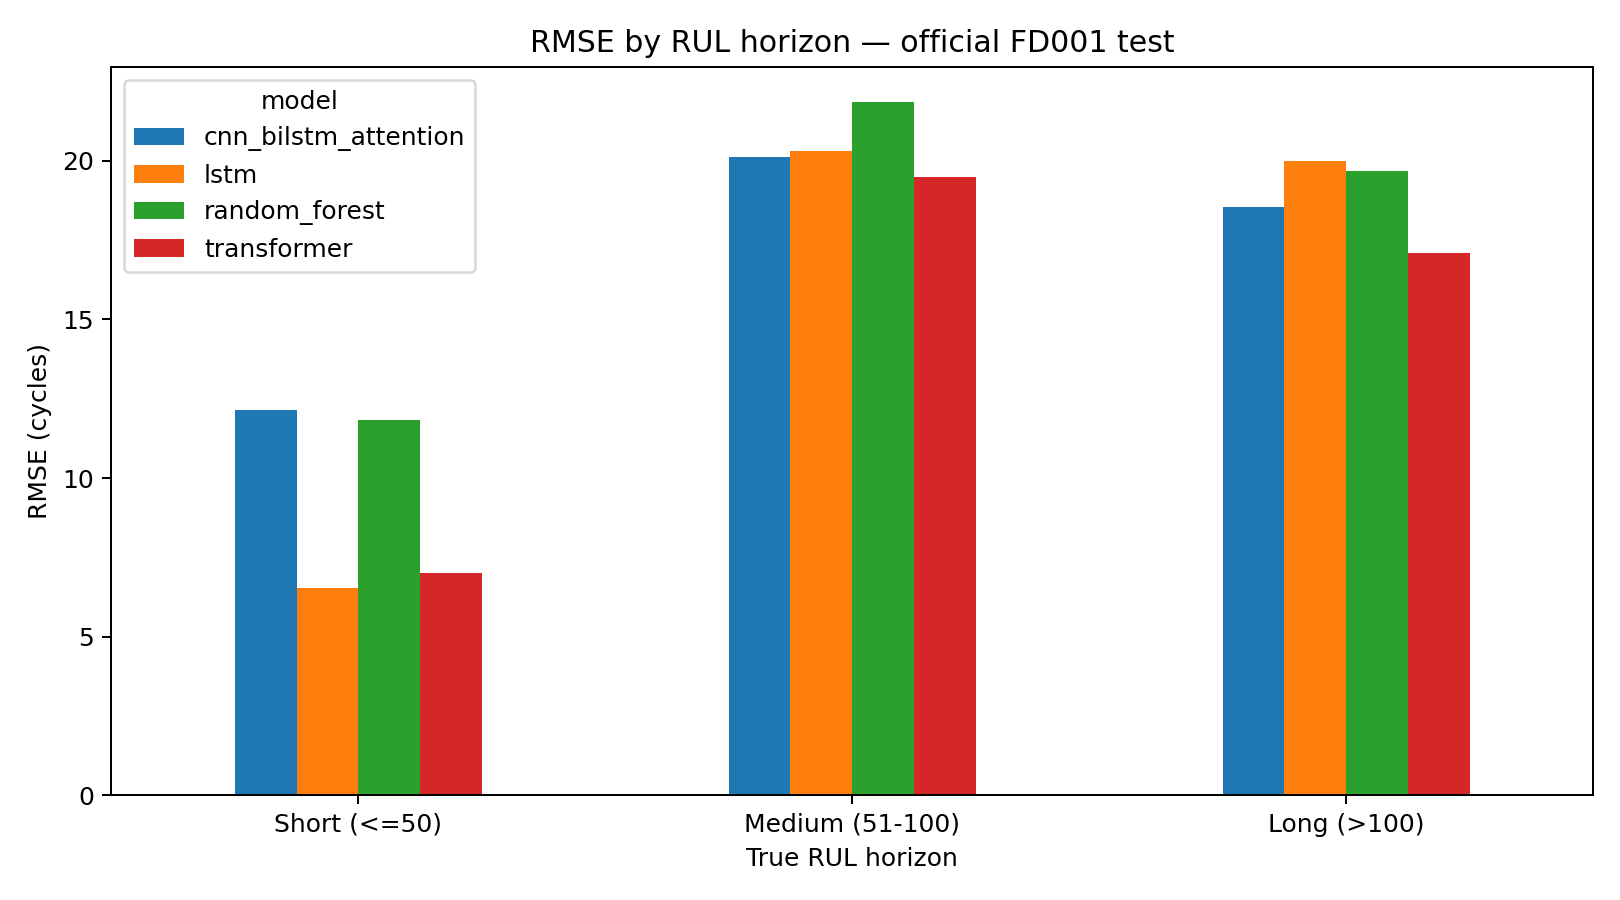 RMSE by RUL horizon — official FD001 test
model
cnn_bilstm_attention
lstm
random_forest
transformer
RMSE (cycles)
20
15
10
5
0
Short (<=50)
Medium (51-100)
Long (>100)
True RUL horizon